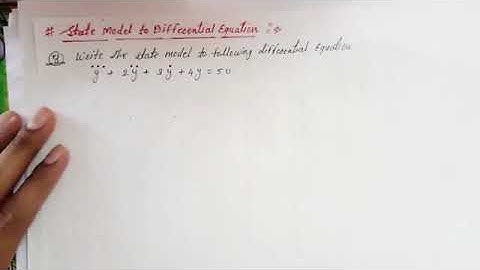 # State Model to Differential Equation :-
Q Write the state model to following differential Equation
y⃛ + 2ÿ + 3ẏ + 4y = 5u